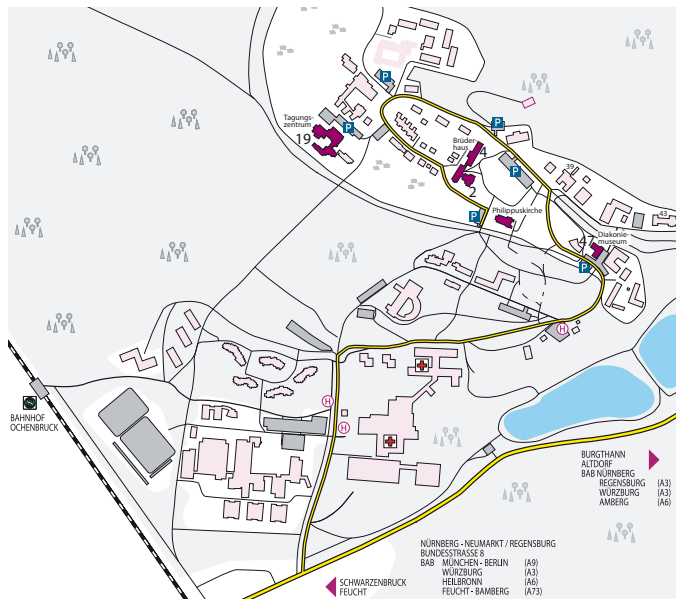 P
P
Tagungs-
zentrum
19
Brüder
haus
4
2
P
P
39
Philippuskirche
P
43
47
Diakonie-
museum
P
H
H
H
S
BAHNHOF
OCHENBRUCK
BURGTHANN
ALTDORF
BAB NÜRNBERG
REGENSBURG (A3)
WÜRZBURG (A3)
AMBERG (A6)
NÜRNBERG - NEUMARKT / REGENSBURG
BUNDESSTRASSE 8
BAB MÜNCHEN - BERLIN (A9)
WÜRZBURG (A3)
HEILBRONN (A6)
FEUCHT - BAMBERG (A73)
SCHWARZENBRUCK
FEUCHT